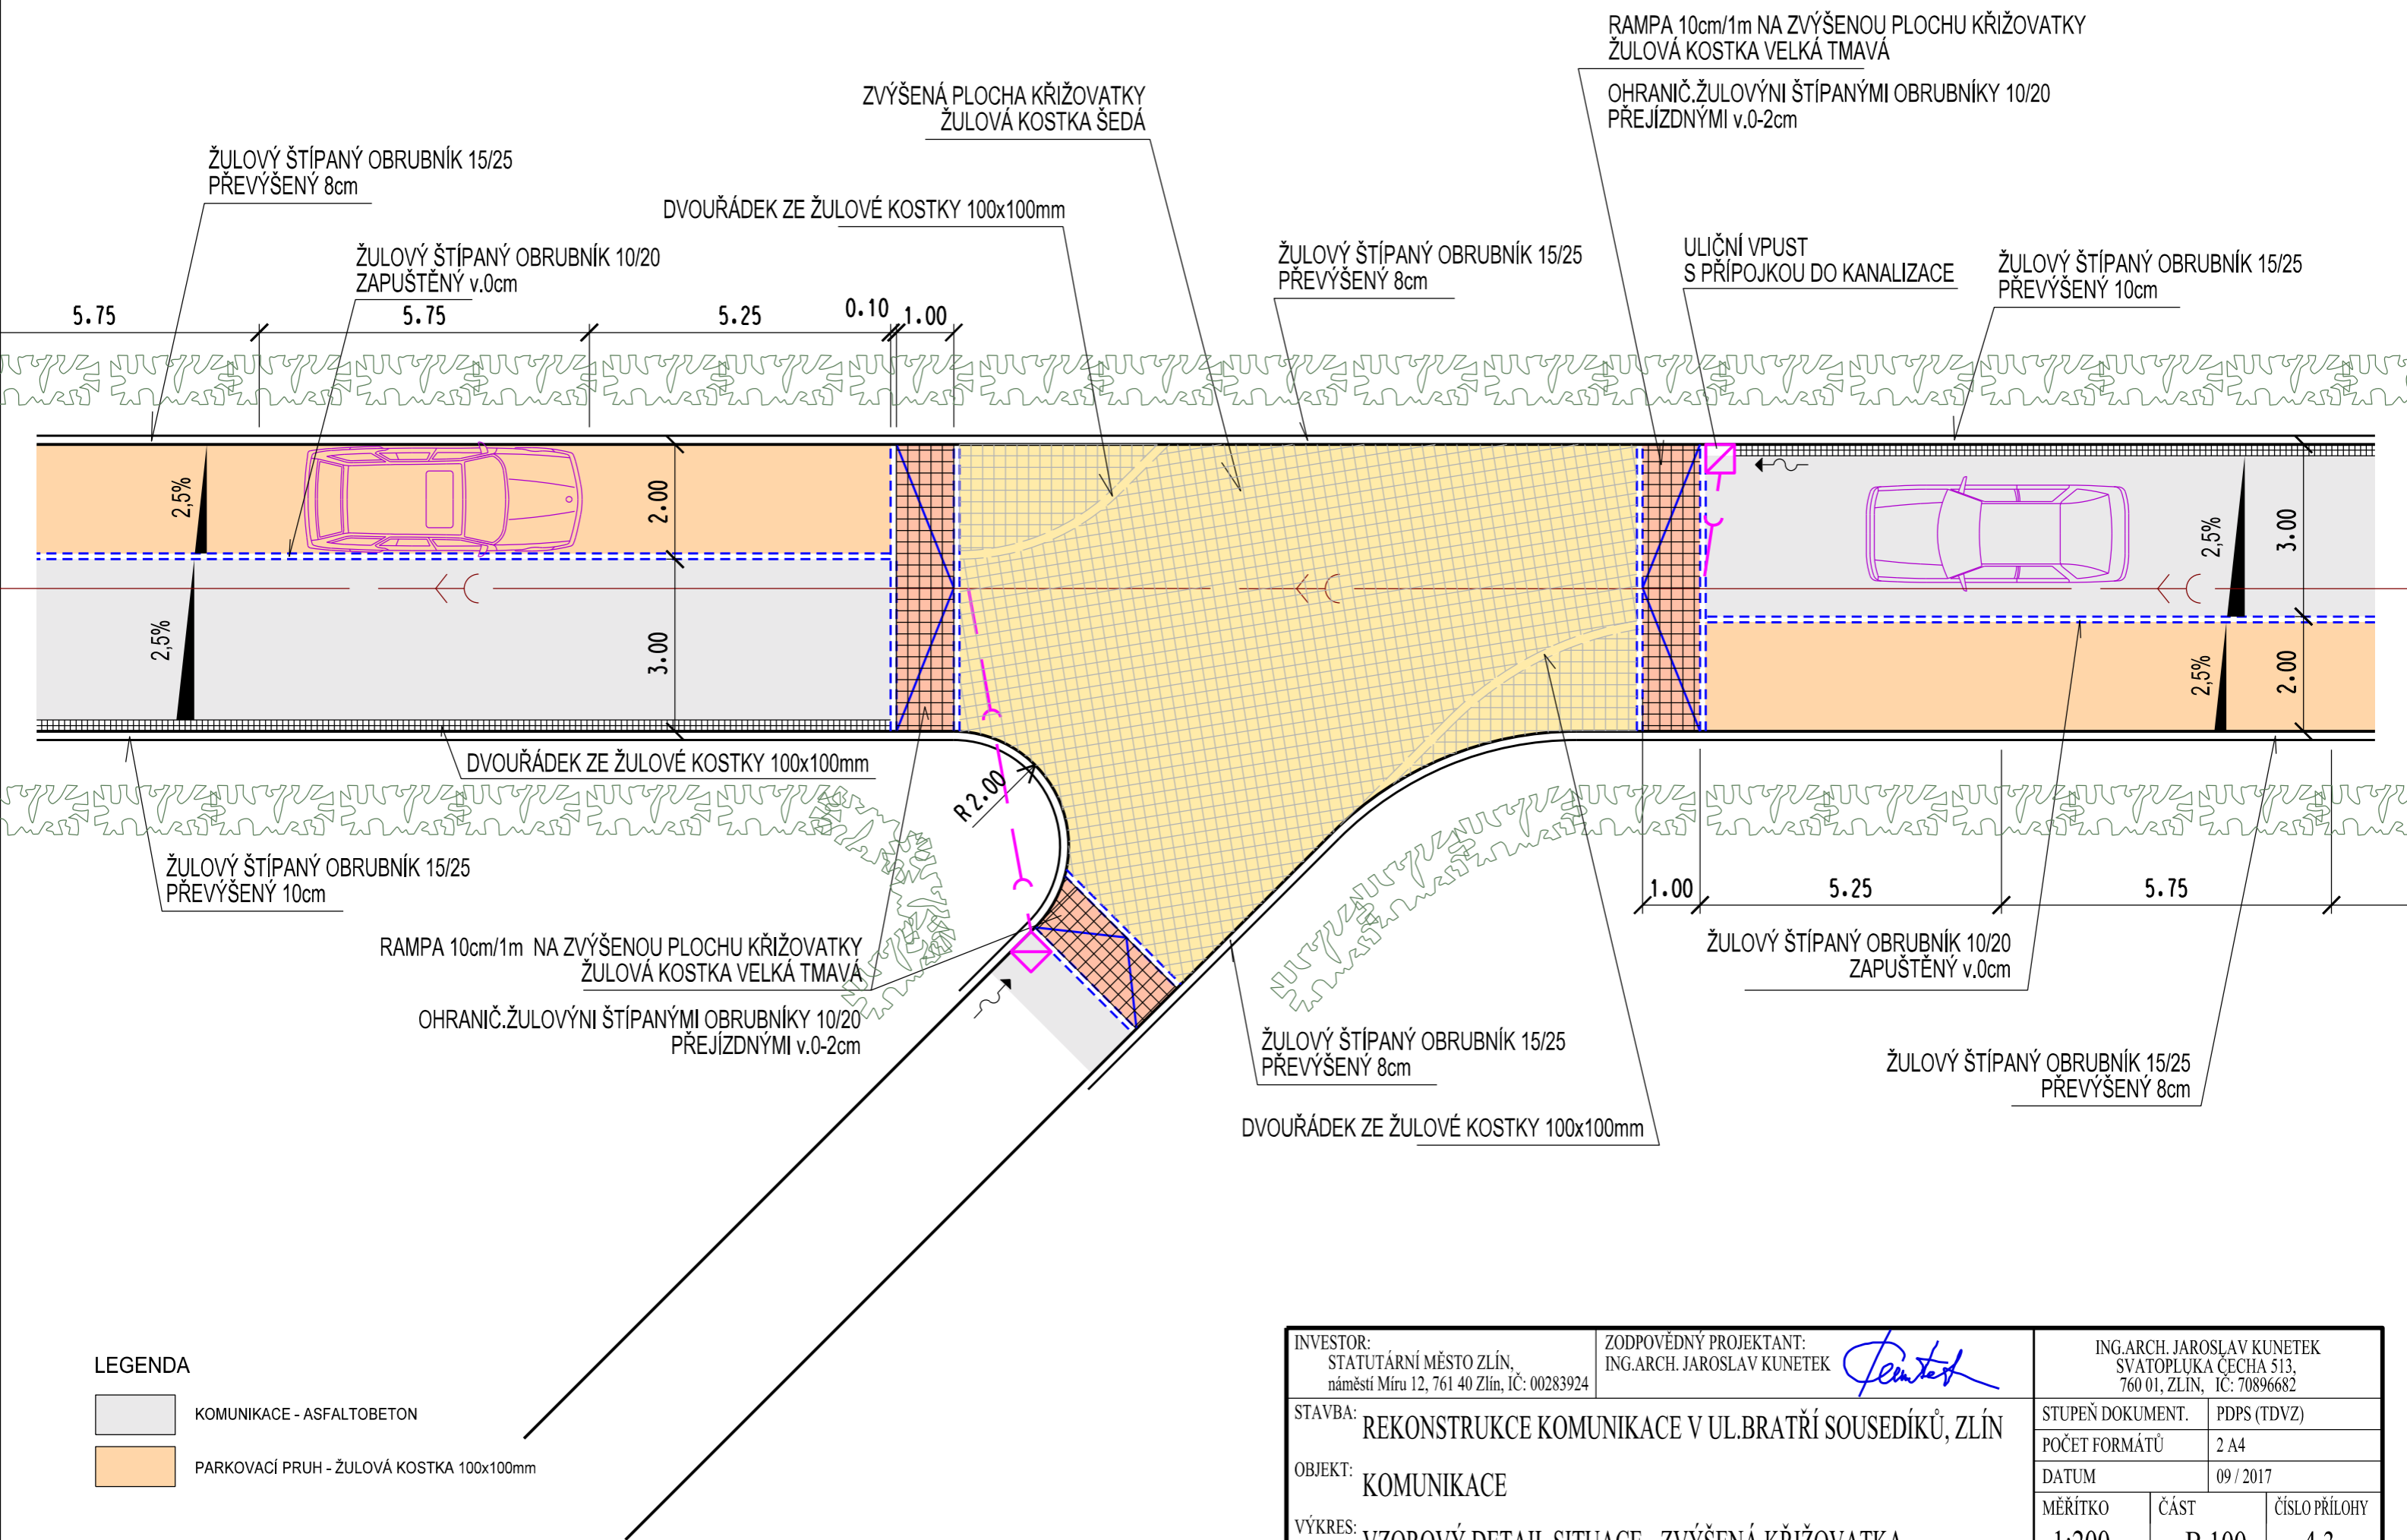 RAMPA 10cm/1m NA ZVÝŠENOU PLOCHU KŘIŽOVATKY
ŽULOVÁ KOSTKA VELKÁ TMAVÁ
OHRANIČ.ŽULOVÝNI ŠTÍPANÝMI OBRUBNÍKY 10/20
PŘEJÍZDNÝMI v.0-2cm
ZVÝŠENÁ PLOCHA KŘIŽOVATKY
ŽULOVÁ KOSTKA ŠEDÁ
ŽULOVÝ ŠTÍPANÝ OBRUBNÍK 15/25
PŘEVÝŠENÝ 8cm
DVOUŘÁDEK ZE ŽULOVÉ KOSTKY 100x100mm
ŽULOVÝ ŠTÍPANÝ OBRUBNÍK 10/20
ZAPUŠTĚNÝ v.0cm
ŽULOVÝ ŠTÍPANÝ OBRUBNÍK 15/25
PŘEVÝŠENÝ 8cm
ULIČNÍ VPUST
S PŘÍPOJKOU DO KANALIZACE
ŽULOVÝ ŠTÍPANÝ OBRUBNÍK 15/25
PŘEVÝŠENÝ 10cm
5.75
5.75
5.25
0.10
1.00
2,5%
2.00
2,5%
3.00
2,5%
3.00
2,5%
2.00
DVOUŘÁDEK ZE ŽULOVÉ KOSTKY 100x100mm
R2.00
ŽULOVÝ ŠTÍPANÝ OBRUBNÍK 15/25
PŘEVÝŠENÝ 10cm
1.00
5.25
5.75
RAMPA 10cm/1m NA ZVÝŠENOU PLOCHU KŘIŽOVATKY
ŽULOVÁ KOSTKA VELKÁ TMAVÁ
OHRANIČ.ŽULOVÝNI ŠTÍPANÝMI OBRUBNÍKY 10/20
PŘEJÍZDNÝMI v.0-2cm
ŽULOVÝ ŠTÍPANÝ OBRUBNÍK 10/20
ZAPUŠTĚNÝ v.0cm
ŽULOVÝ ŠTÍPANÝ OBRUBNÍK 15/25
PŘEVÝŠENÝ 8cm
ŽULOVÝ ŠTÍPANÝ OBRUBNÍK 15/25
PŘEVÝŠENÝ 8cm
DVOUŘÁDEK ZE ŽULOVÉ KOSTKY 100x100mm
LEGENDA
KOMUNIKACE - ASFALTOBETON
PARKOVACÍ PRUH - ŽULOVÁ KOSTKA 100x100mm
INVESTOR:
STATUTÁRNÍ MĚSTO ZLÍN,
náměstí Míru 12, 761 40 Zlín, IČ: 00283924
ZODPOVĚDNÝ PROJEKTANT:
ING.ARCH. JAROSLAV KUNETEK
ING.ARCH. JAROSLAV KUNETEK
SVATOPLUKA ČECHA 513,
760 01, ZLÍN, IČ: 70896682
STAVBA: REKONSTRUKCE KOMUNIKACE V UL.BRATŘÍ SOUSEDÍKŮ, ZLÍN
OBJEKT: KOMUNIKACE
VÝKRES: VZOROVÝ DETAIL SITUACE - ZVÝŠENÁ KŘIŽOVATKA
STUPEŇ DOKUMENT. PDPS (TDVZ)
POČET FORMÁTŮ 2 A4
DATUM 09 / 2017
MĚŘÍTKO ČÁST ČÍSLO PŘÍLOHY
1:200